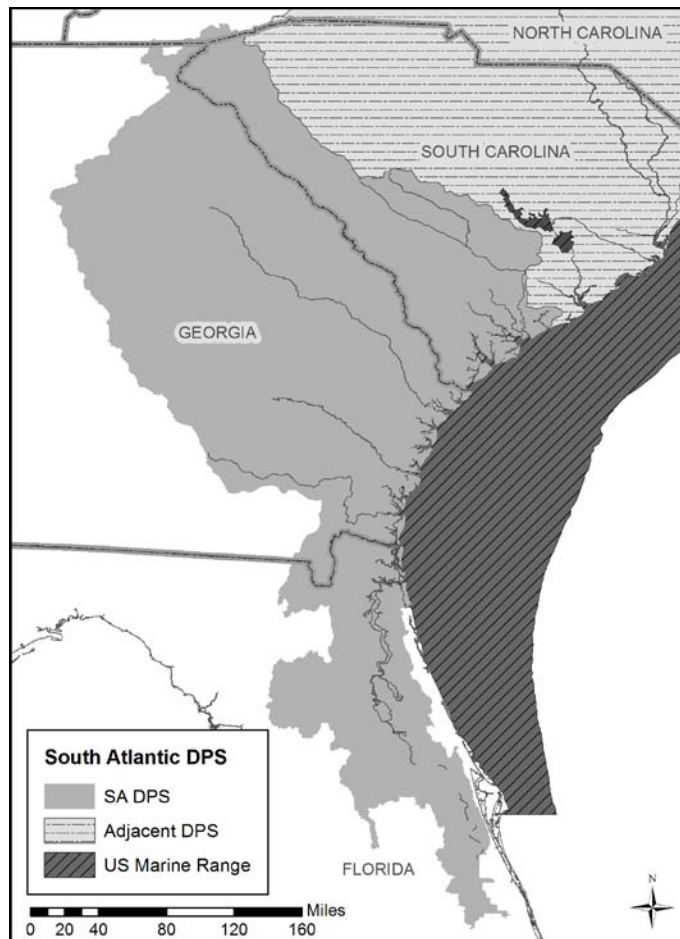 NORTH CAROLINA
SOUTH CAROLINA
GEORGIA
South Atlantic DPS
SA DPS
Adjacent DPS
US Marine Range
FLORIDA
N
Miles
0 10 20 40 80 120 160